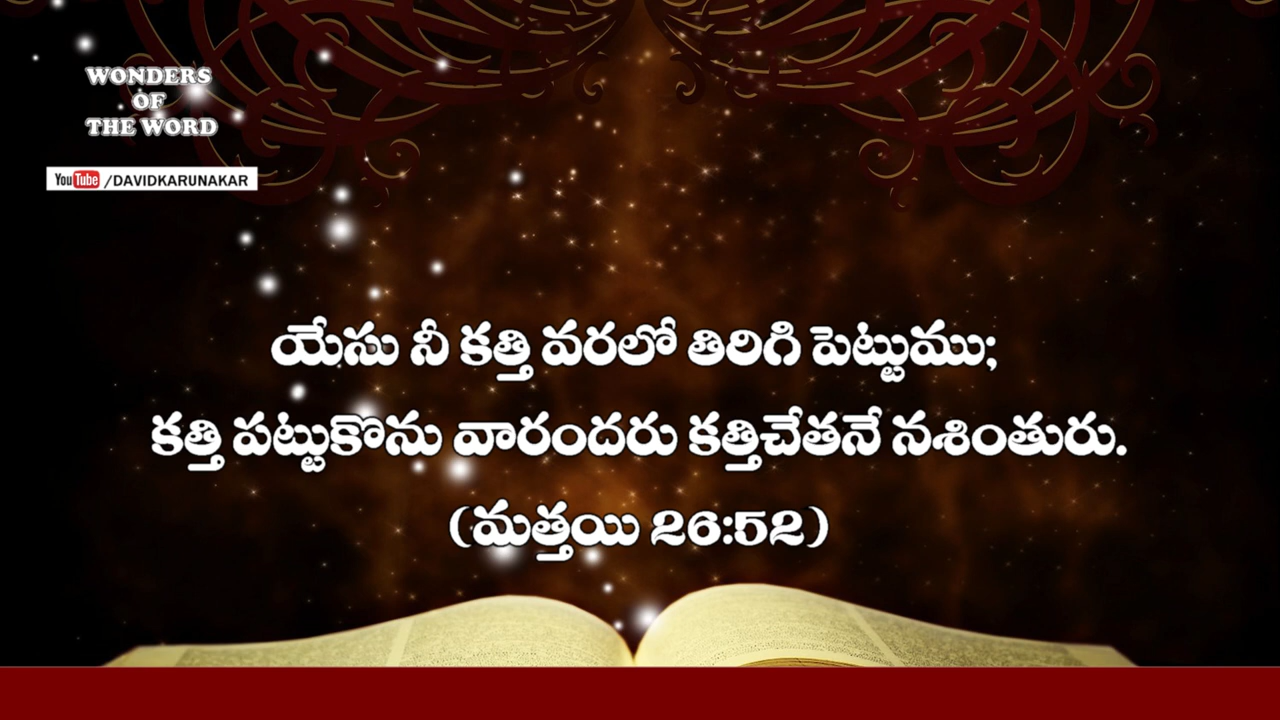 WONDERS
OF
THE WORD
YouTube /DAVIDKARUNAKAR
యేసు నీ కత్తి వరలో తిరిగి పెట్టుము;
కత్తి పట్టుకొను వారందరు కత్తిచేతనే నశింతురు.
(మత్తయి 26:52)